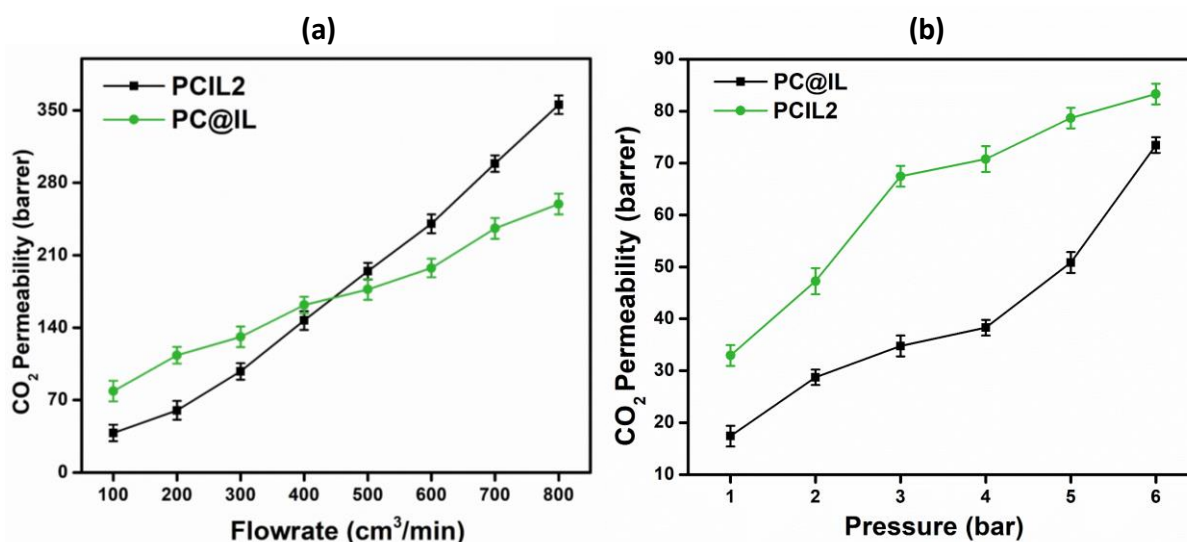 (a)
PCIL2
PC@IL
CO₂ Permeability (barrer)
350
280
210
140
70
0
100 200 300 400 500 600 700 800
Flowrate (cm³/min)
(b)
PC@IL
PCIL2
CO₂ Permeability (barrer)
90
80
70
60
50
40
30
20
10
1 2 3 4 5 6
Pressure (bar)